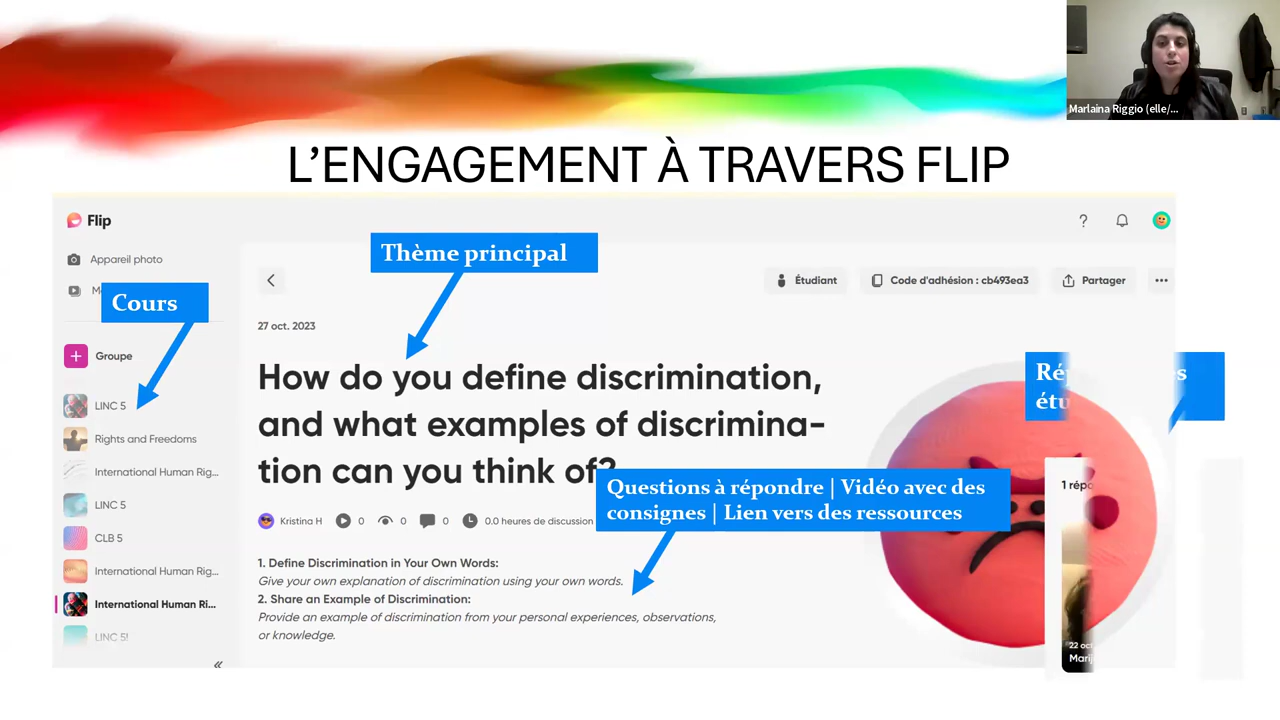 Marlaina Riggio (elle/...
L'ENGAGEMENT À TRAVERS FLIP
Flip
Appareil photo
Cours
Groupe
LINC 5
Rights and Freedoms
International Human Rig...
LINC 5
CLB 5
International Human Rig...
International Human Ri...
LINC 5!
Thème principal
Étudiant
Code d'adhésion : cb493ea3
Partager
27 oct. 2023
How do you define discrimination,
and what examples of discrimina-
tion can you think of?
Questions à répondre | Vidéo avec des
consignes | Lien vers des ressources
Kristina H
0
0
0
0.0 heures de discussion
1. Define Discrimination in Your Own Words:
Give your own explanation of discrimination using your own words.
2. Share an Example of Discrimination:
Provide an example of discrimination from your personal experiences, observations,
or knowledge.